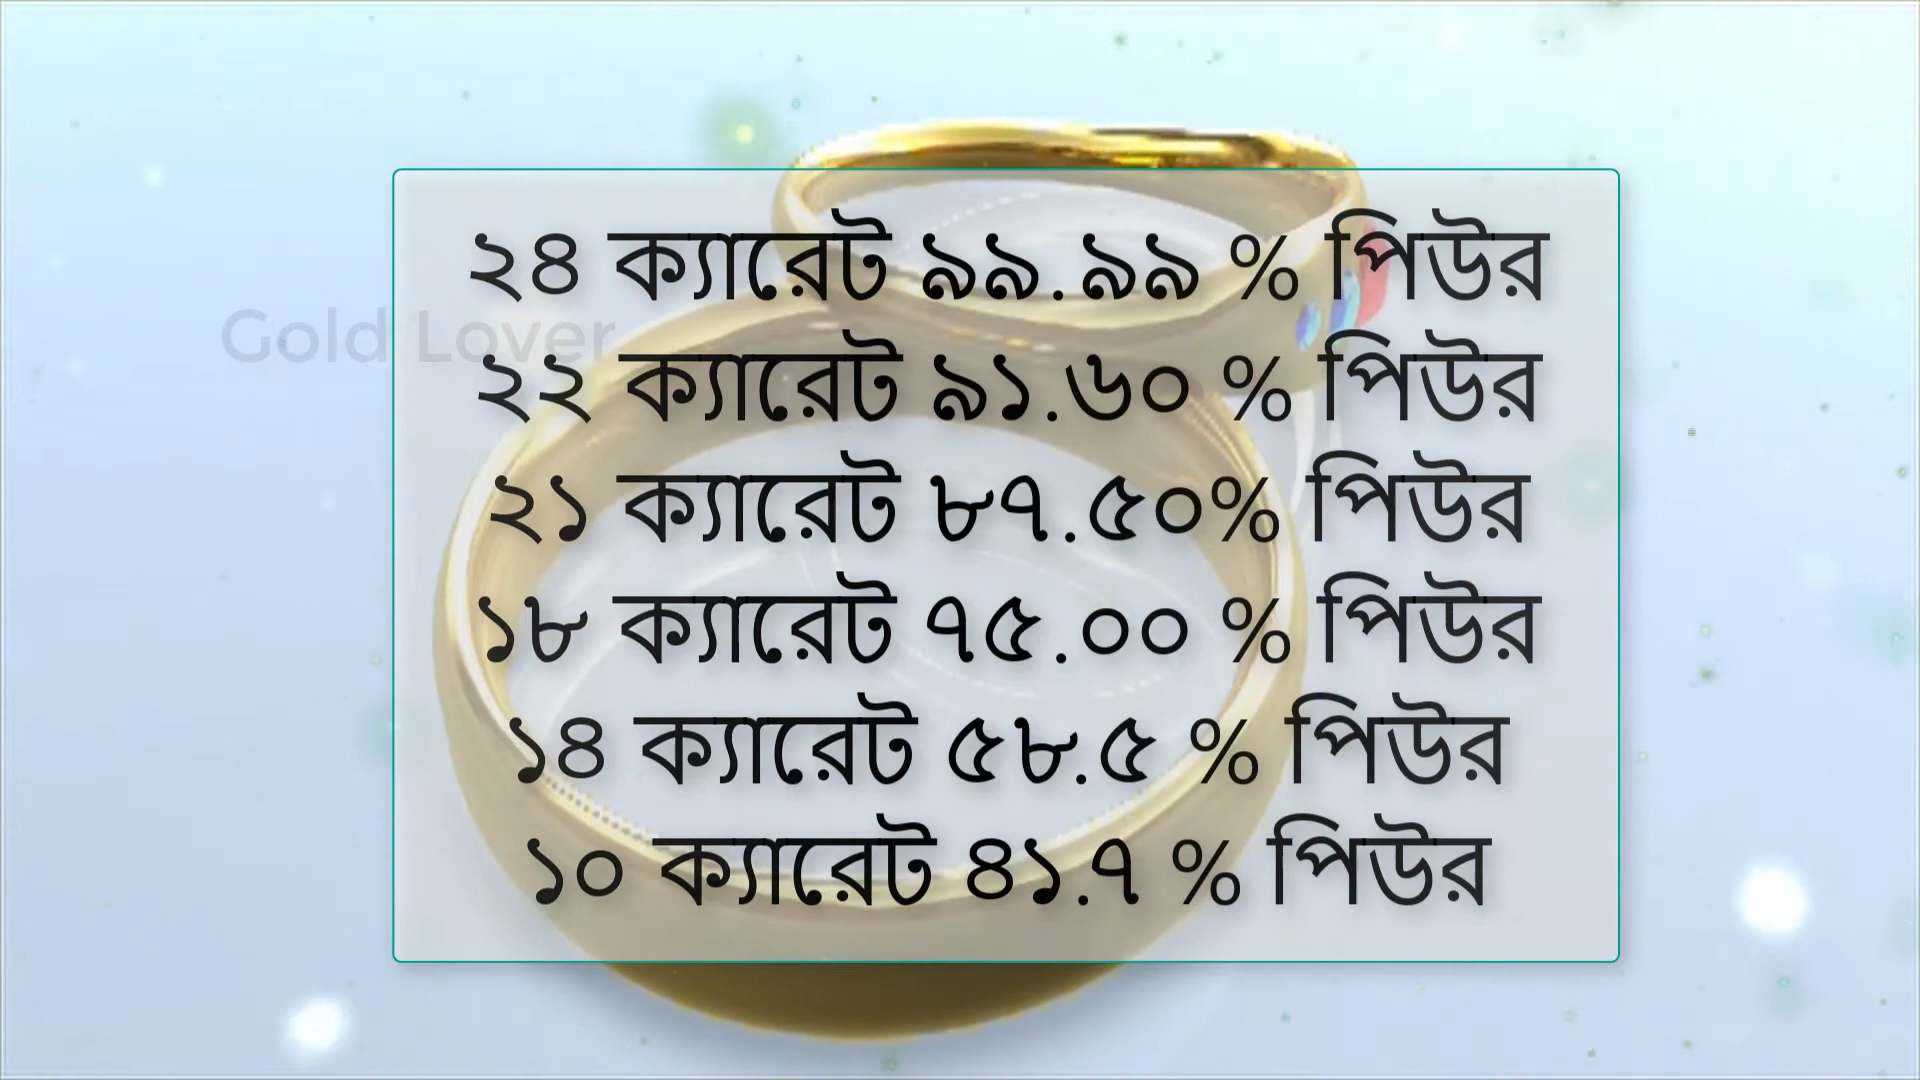 ২৪ ক্যারেট ৯৯.৯৯ % পিউর
Gold Lover
২২ ক্যারেট ৯১.৬০ % পিউর
২১ ক্যারেট ৮৭.৫০% পিউর
১৮ ক্যারেট ৭৫.০০ % পিউর
১৪ ক্যারেট ৫৮.৫ % পিউর
১০ ক্যারেট ৪১.৭ % পিউর